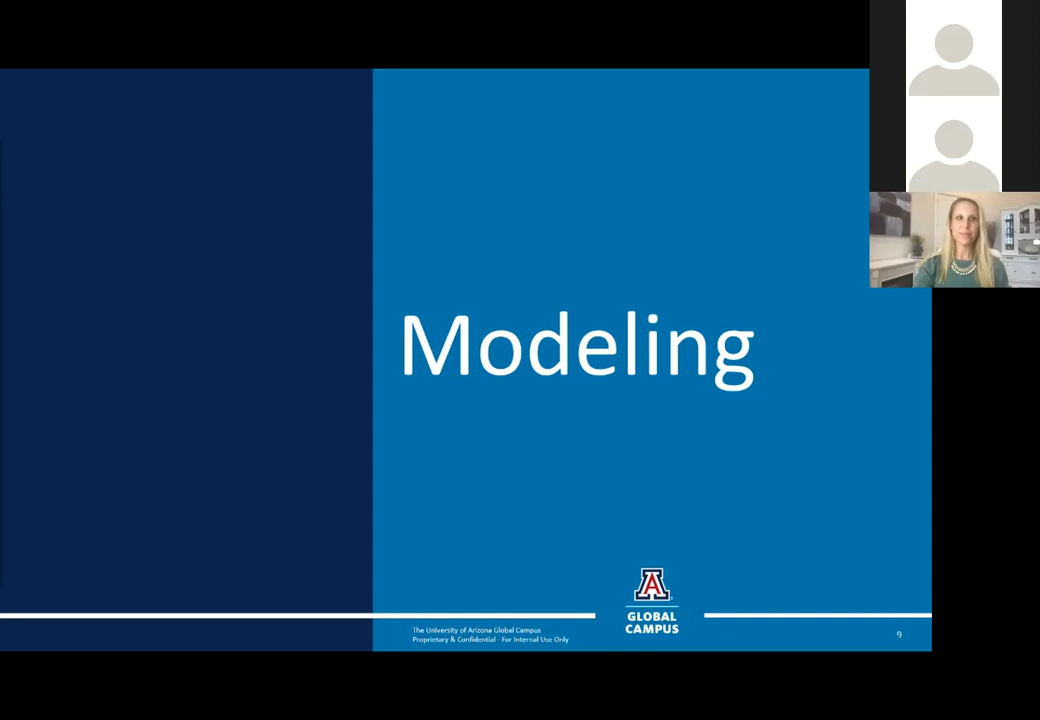 Modeling
A
GLOBAL
CAMPUS
The University of Arizona Global Campus
Proprietary & Confidential - For Internal Use Only
9